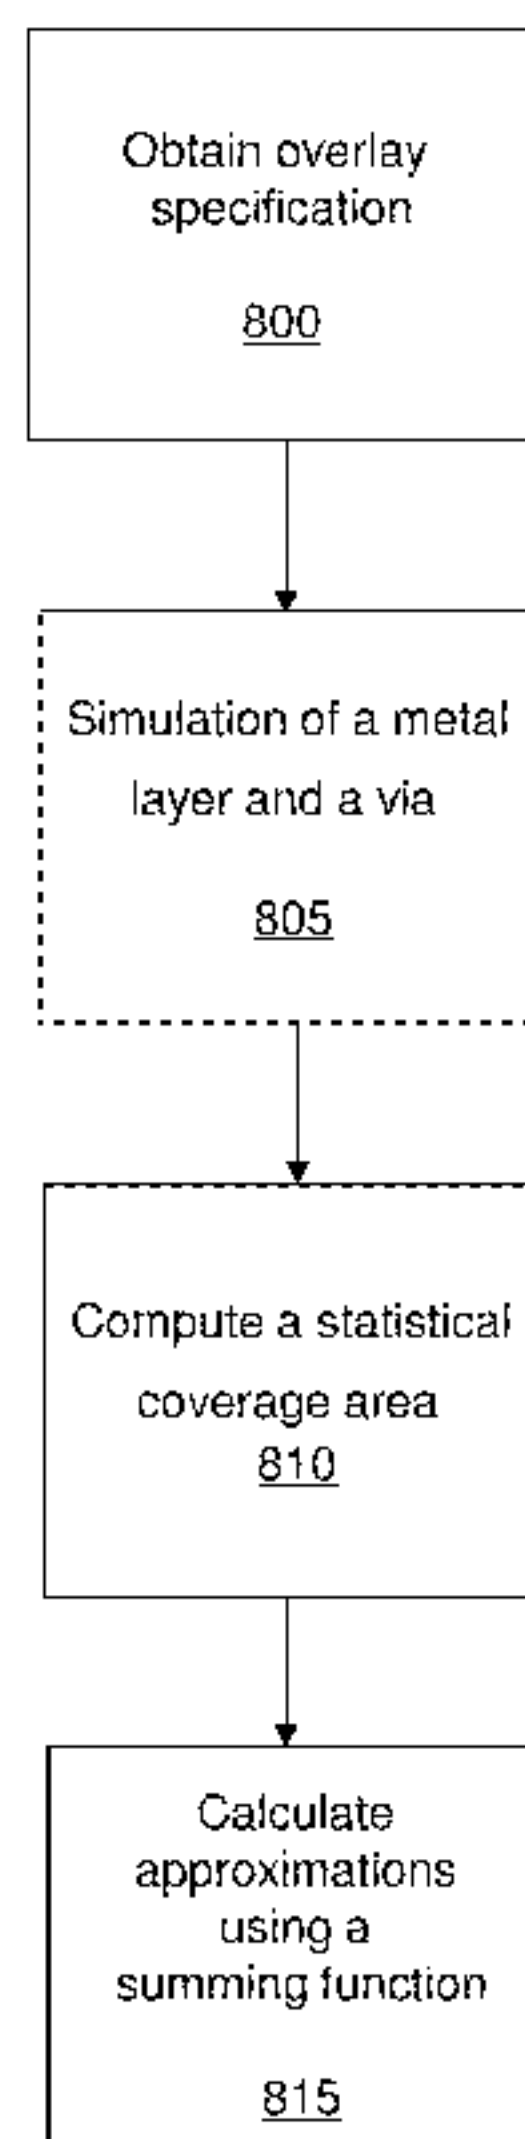 Obtain overlay
specification
800
Simulation of a metal
layer and a via
805
Compute a statistical
coverage area
810
Calculate
approximations
using a
summing function
815